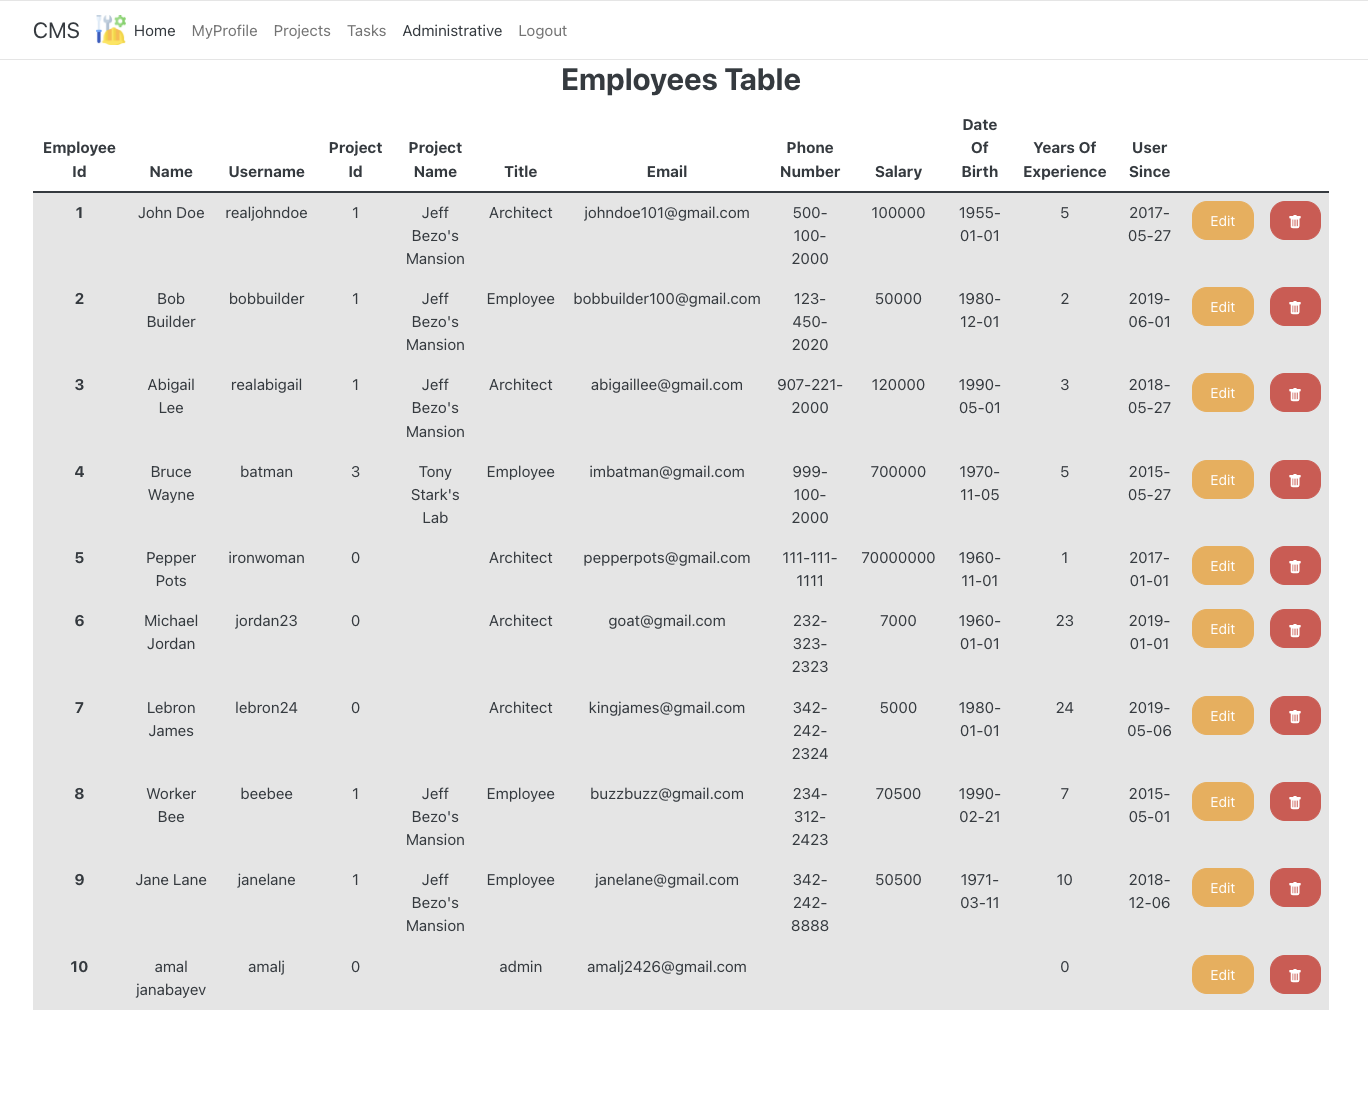 CMS Home MyProfile Projects Tasks Administrative Logout
Employees Table
Employee Id Name Username Project Id Project Name Title Email Phone Number Salary Date Of Birth Years Of Experience User Since
1 John Doe realjohndoe 1 Jeff Bezo's Mansion Architect johndoe101@gmail.com 500-100-2000 100000 1955-01-01 5 2017-05-27 Edit
2 Bob Builder bobbuilder 1 Jeff Bezo's Mansion Employee bobbuilder100@gmail.com 123-450-2020 50000 1980-12-01 2 2019-06-01 Edit
3 Abigail Lee realabigail 1 Jeff Bezo's Mansion Architect abigaillee@gmail.com 907-221-2000 120000 1990-05-01 3 2018-05-27 Edit
4 Bruce Wayne batman 3 Tony Stark's Lab Employee imbatman@gmail.com 999-100-2000 700000 1970-11-05 5 2015-05-27 Edit
5 Pepper Pots ironwoman 0 Architect pepperpots@gmail.com 111-111-1111 70000000 1960-11-01 1 2017-01-01 Edit
6 Michael Jordan jordan23 0 Architect goat@gmail.com 232-323-2323 7000 1960-01-01 23 2019-01-01 Edit
7 Lebron James lebron24 0 Architect kingjames@gmail.com 342-242-2324 5000 1980-01-01 24 2019-05-06 Edit
8 Worker Bee beebee 1 Jeff Bezo's Mansion Employee buzzbuzz@gmail.com 234-312-2423 70500 1990-02-21 7 2015-05-01 Edit
9 Jane Lane janelane 1 Jeff Bezo's Mansion Employee janelane@gmail.com 342-242-8888 50500 1971-03-11 10 2018-12-06 Edit
10 amal janabayev amalj 0 admin amalj2426@gmail.com 0 Edit